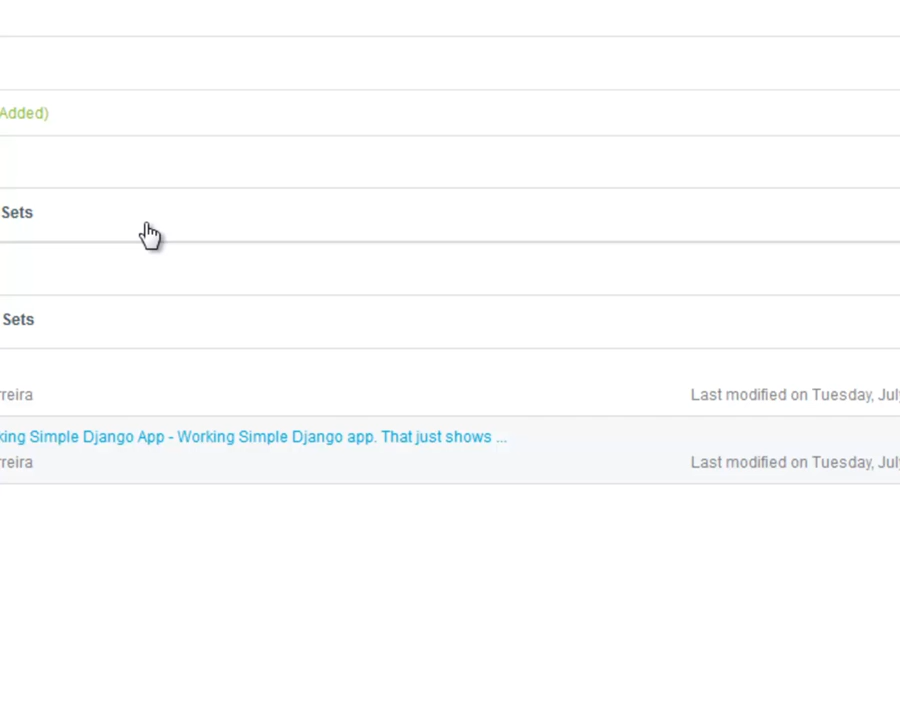 Added)
Sets
Sets
reira
Last modified on Tuesday, Jul
king Simple Django App - Working Simple Django app. That just shows ...
reira
Last modified on Tuesday, Jul